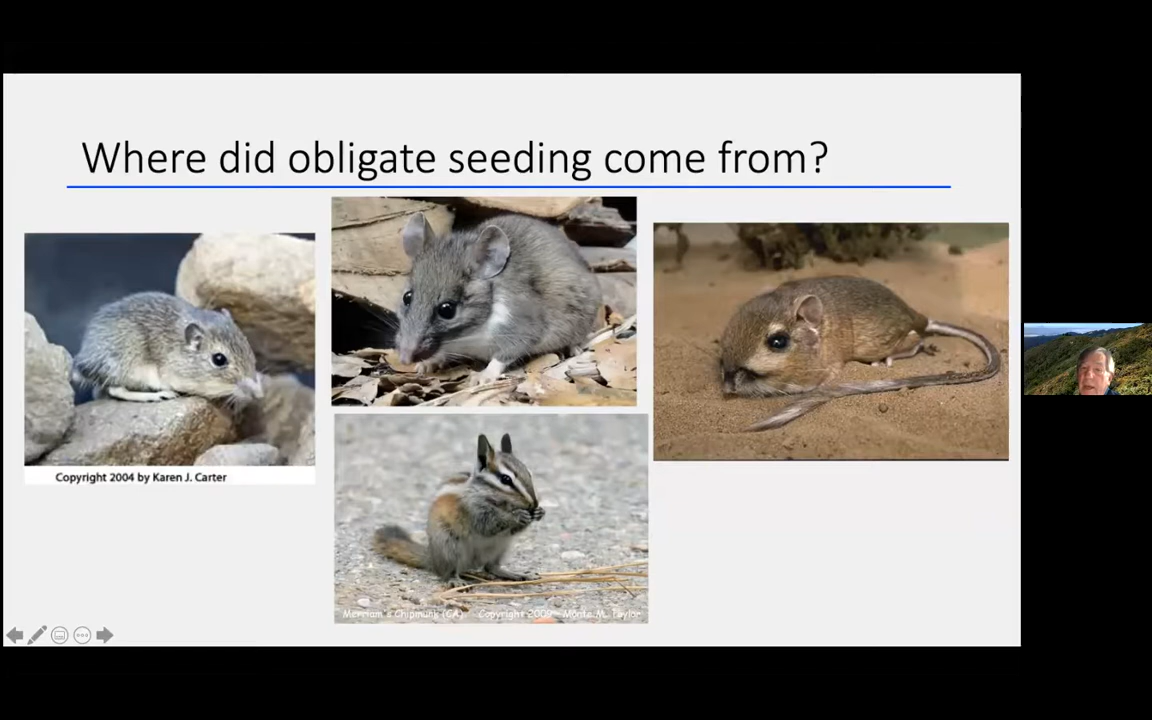 Where did obligate seeding come from?
Copyright 2004 by Karen J. Carter
Merriam's Chipmunk (CA) Copyright 2009 Monte M. Taylor